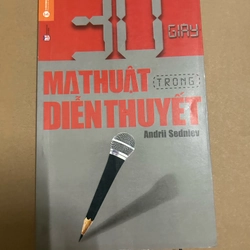 30
GIÂY
MA THUẬT TRONG
DIỄN THUYẾT
Andrii Sedniev